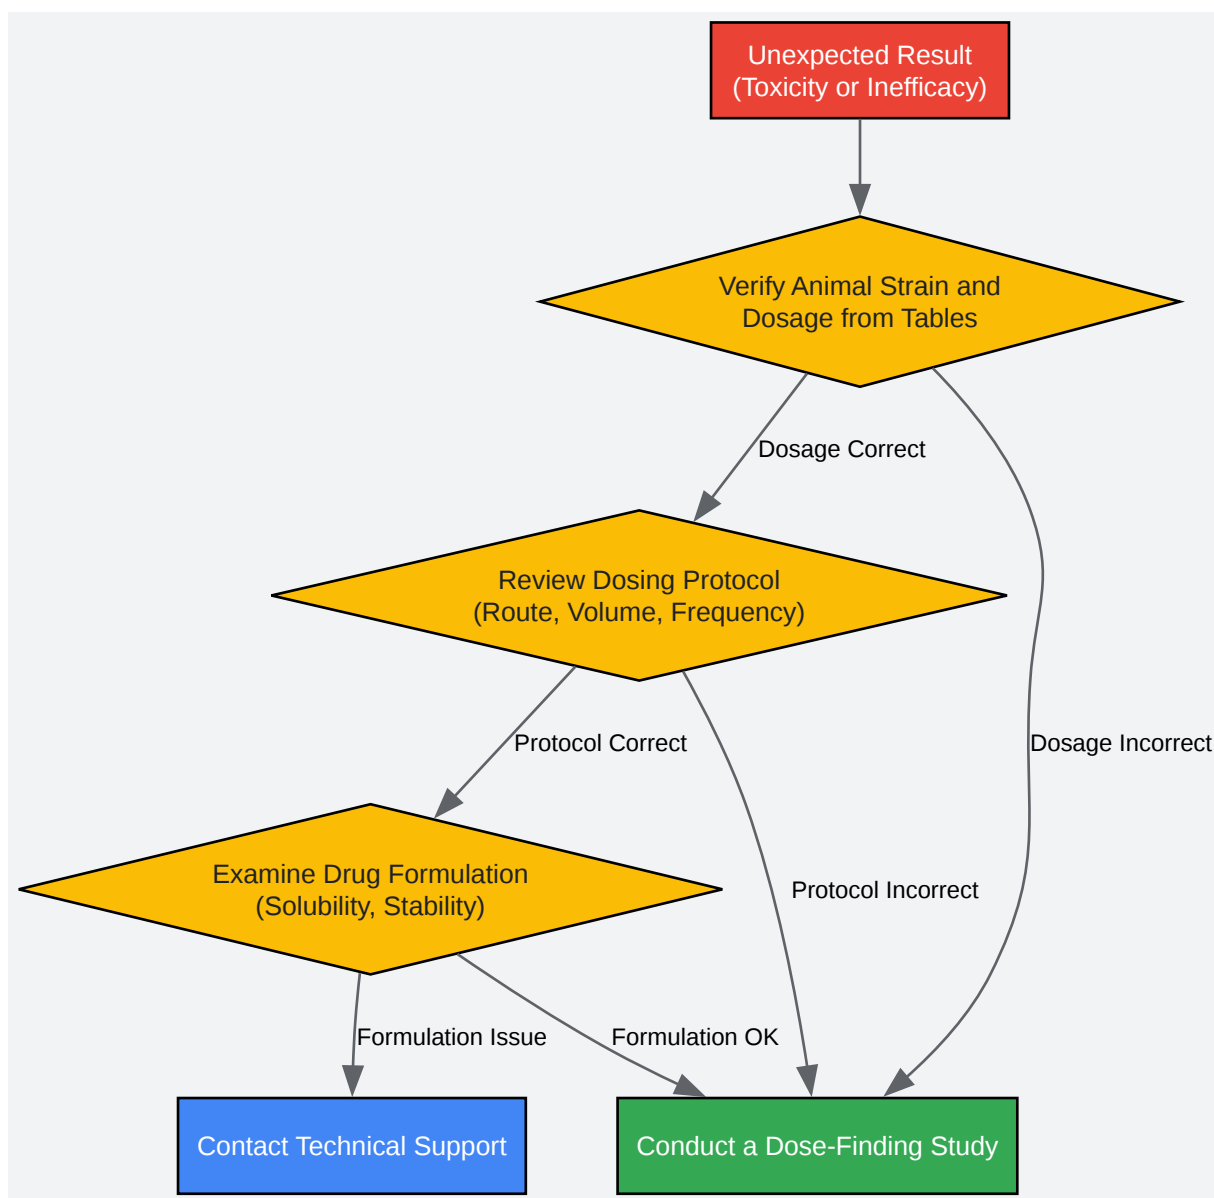 Unexpected Result
(Toxicity or Inefficacy)
Verify Animal Strain and
Dosage from Tables
Dosage Correct
Review Dosing Protocol
(Route, Volume, Frequency)
Protocol Correct
Dosage Incorrect
Examine Drug Formulation
(Solubility, Stability)
Protocol Incorrect
Formulation Issue
Formulation OK
Contact Technical Support
Conduct a Dose-Finding Study